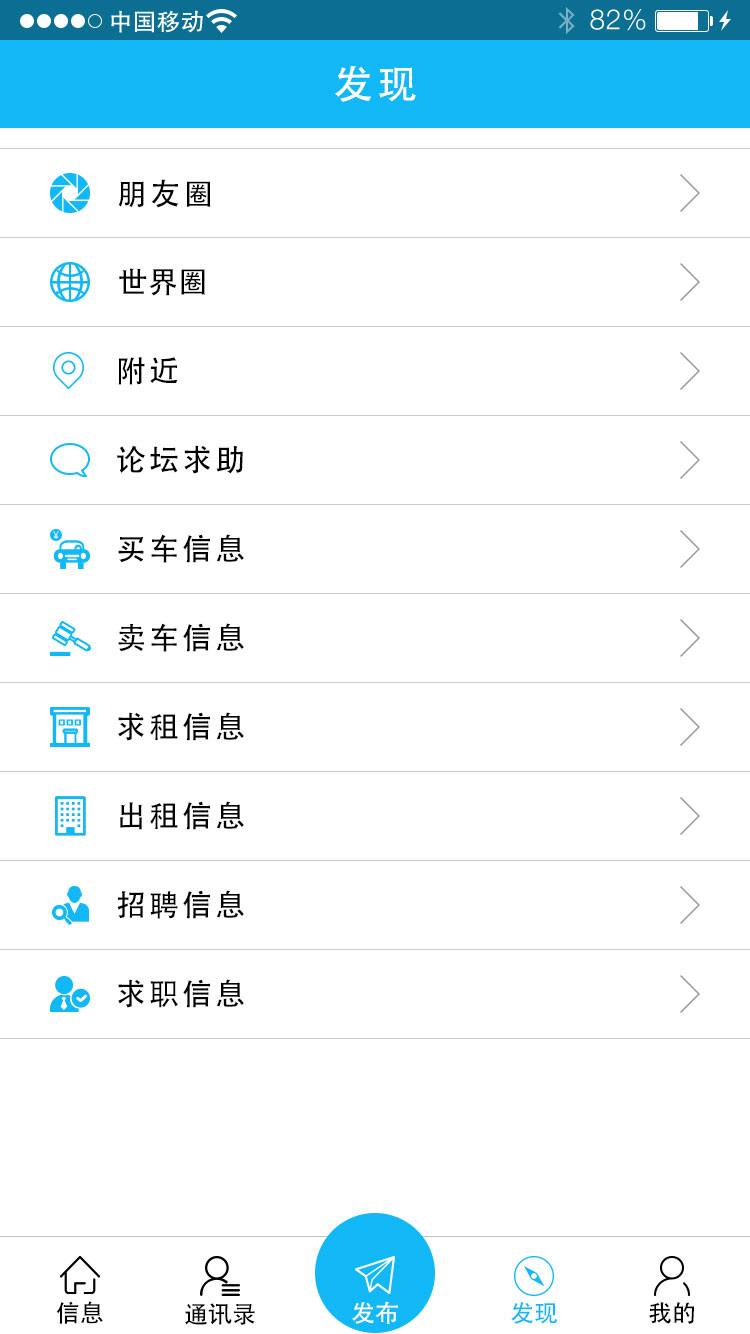 中国移动 82%
发现
朋友圈
世界圈
附近
论坛求助
买车信息
卖车信息
求租信息
出租信息
招聘信息
求职信息
信息 通讯录 发布 发现 我的